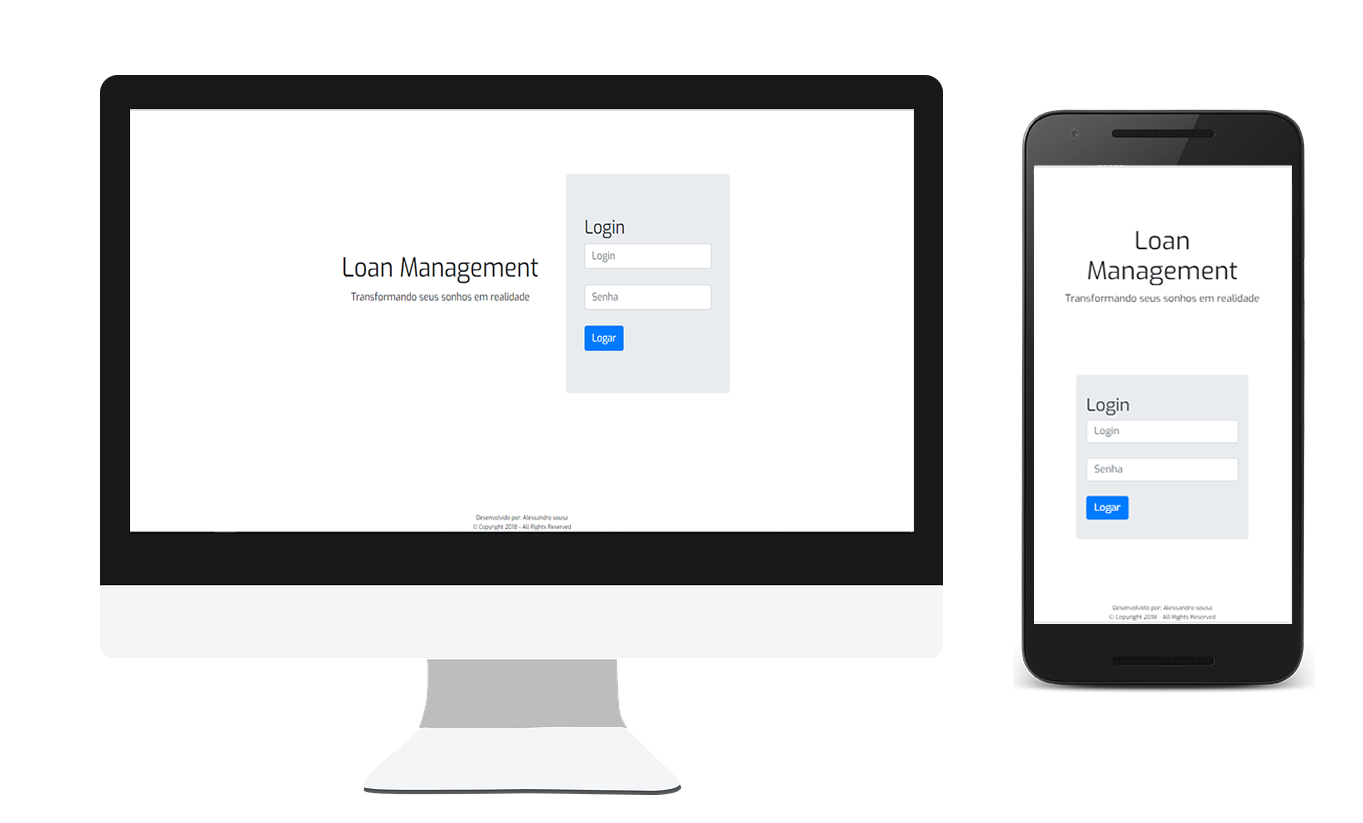 Loan Management
Transformando seus sonhos em realidade
Login
Login
Senha
Logar
Desenvolvido por: Alessandro sousa
© Copyright 2018 - All Rights Reserved
Loan
Management
Transformando seus sonhos em realidade
Login
Login
Senha
Logar
Desenvolvido por: Alessandro sousa
© Copyright 2018 - All Rights Reserved